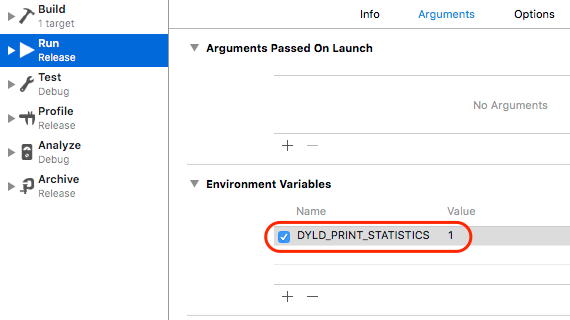 Build
1 target
Run
Release
Test
Debug
Profile
Release
Analyze
Debug
Archive
Release
Info Arguments Options
Arguments Passed On Launch
No Arguments
Environment Variables
Name Value
DYLD_PRINT_STATISTICS 1